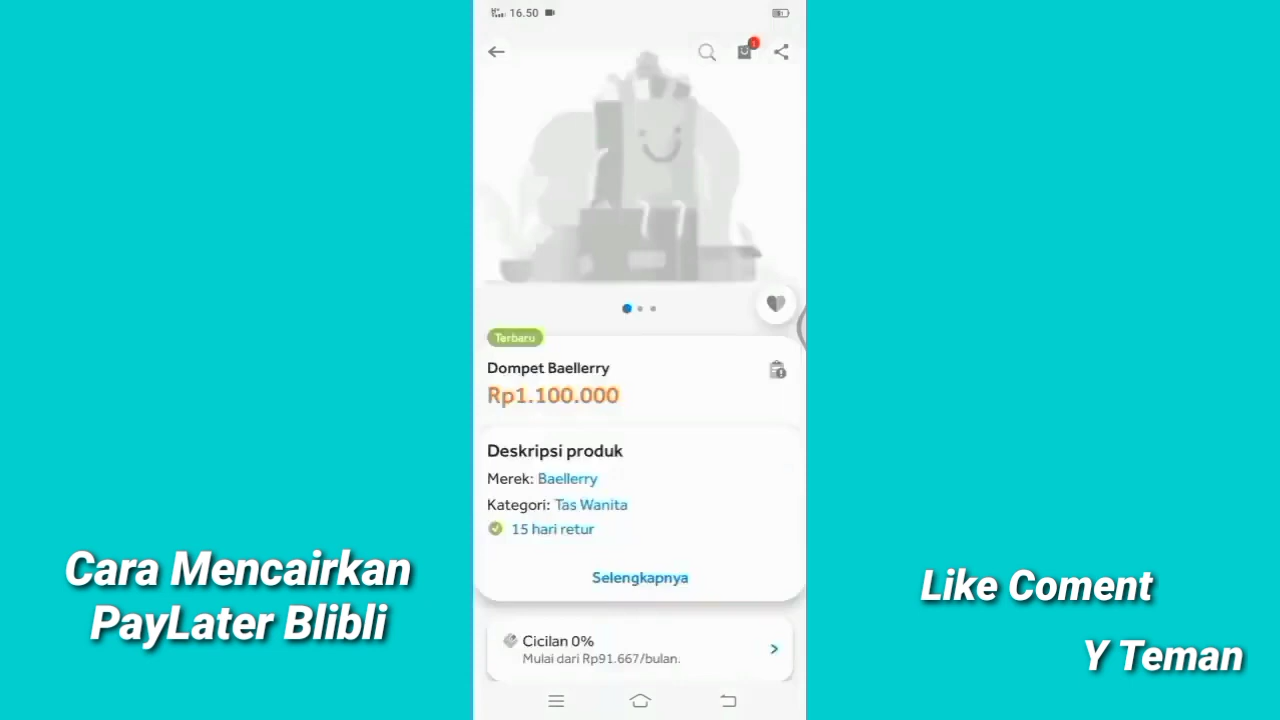 16.50
1
Terbaru
Dompet Baellerry
Rp1.100.000
Deskripsi produk
Merek: Baellerry
Kategori: Tas Wanita
15 hari retur
Selengkapnya
Cicilan 0%
Mulai dari Rp91.667/bulan.
Cara Mencairkan
PayLater Blibli
Like Coment
Y Teman